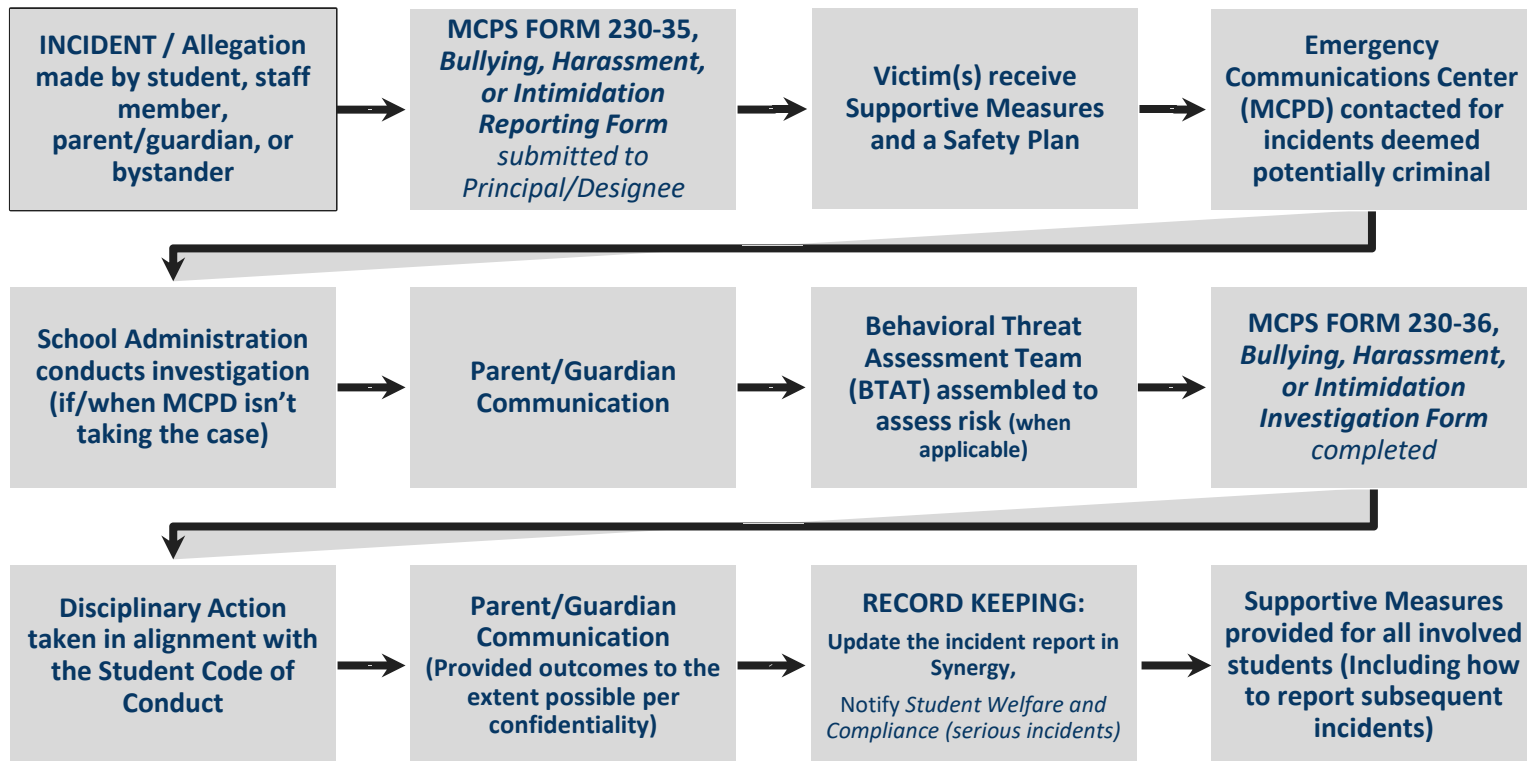 INCIDENT / Allegation
made by student, staff
member,
parent/guardian, or
bystander
MCPS FORM 230-35,
Bullying, Harassment,
or Intimidation
Reporting Form
submitted to
Principal/Designee
Victim(s) receive
Supportive Measures
and a Safety Plan
Emergency
Communications Center
(MCPD) contacted for
incidents deemed
potentially criminal
School Administration
conducts investigation
(if/when MCPD isn’t
taking the case)
Parent/Guardian
Communication
Behavioral Threat
Assessment Team
(BTAT) assembled to
assess risk (when
applicable)
MCPS FORM 230-36,
Bullying, Harassment,
or Intimidation
Investigation Form
completed
Disciplinary Action
taken in alignment with
the Student Code of
Conduct
Parent/Guardian
Communication
(Provided outcomes to the
extent possible per
confidentiality)
RECORD KEEPING:
Update the incident report in
Synergy,
Notify Student Welfare and
Compliance (serious incidents)
Supportive Measures
provided for all involved
students (Including how
to report subsequent
incidents)